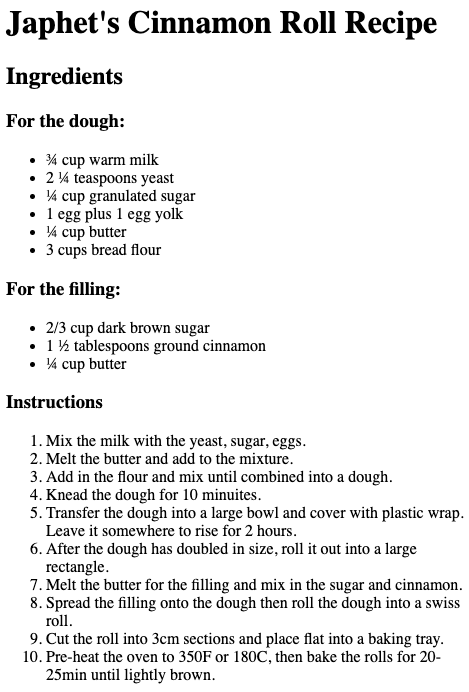 Japhet's Cinnamon Roll Recipe
Ingredients
For the dough:
• ¾ cup warm milk
• 2 ¼ teaspoons yeast
• ¼ cup granulated sugar
• 1 egg plus 1 egg yolk
• ¼ cup butter
• 3 cups bread flour
For the filling:
• 2/3 cup dark brown sugar
• 1 ½ tablespoons ground cinnamon
• ¼ cup butter
Instructions
1. Mix the milk with the yeast, sugar, eggs.
2. Melt the butter and add to the mixture.
3. Add in the flour and mix until combined into a dough.
4. Knead the dough for 10 minuites.
5. Transfer the dough into a large bowl and cover with plastic wrap.
Leave it somewhere to rise for 2 hours.
6. After the dough has doubled in size, roll it out into a large
rectangle.
7. Melt the butter for the filling and mix in the sugar and cinnamon.
8. Spread the filling onto the dough then roll the dough into a swiss
roll.
9. Cut the roll into 3cm sections and place flat into a baking tray.
10. Pre-heat the oven to 350F or 180C, then bake the rolls for 20-
25min until lightly brown.